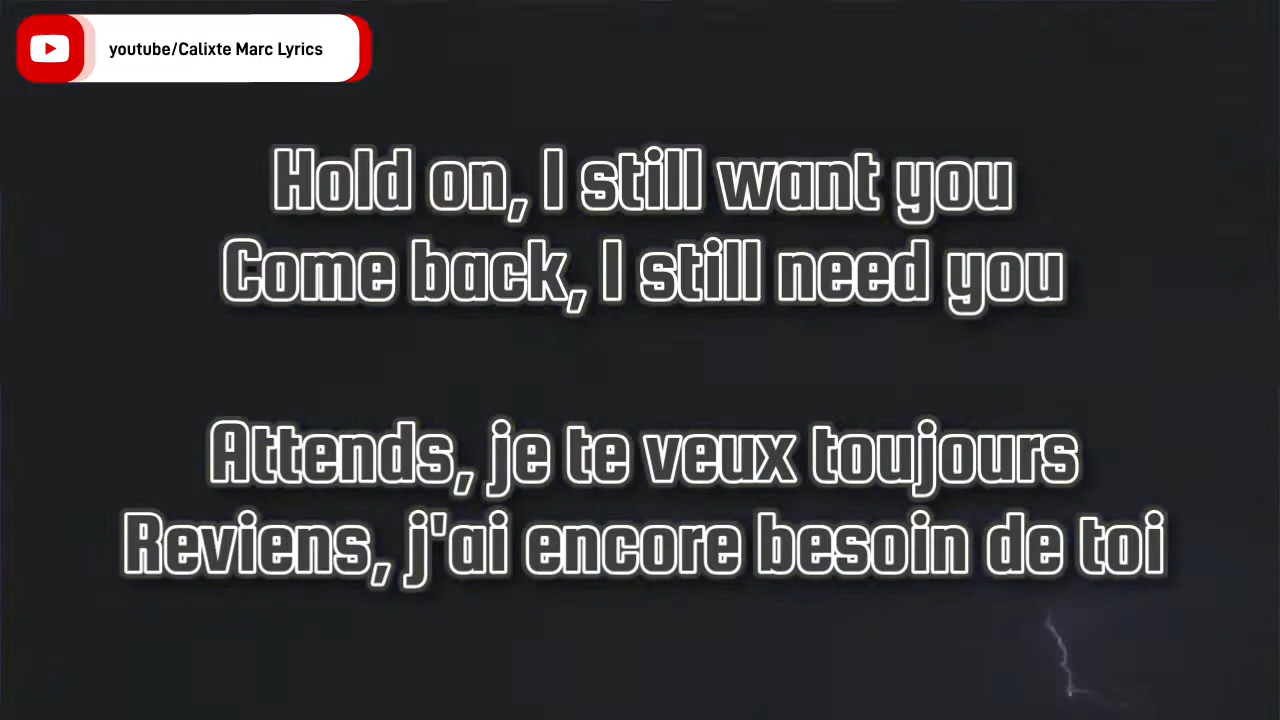 youtube/Calixte Marc Lyrics
Hold on, I still want you
Come back, I still need you
Attends, je te veux toujours
Reviens, j'ai encore besoin de toi